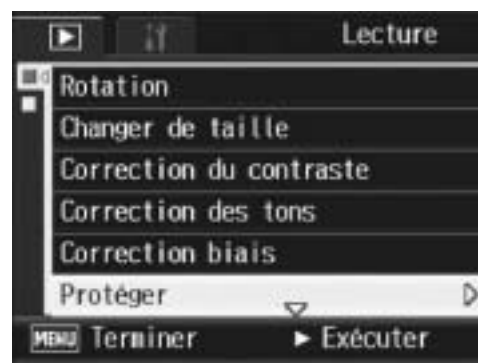 Lecture
Rotation
Changer de taille
Correction du contraste
Correction des tons
Correction biais
Protéger
MENU Terminer Exécuter